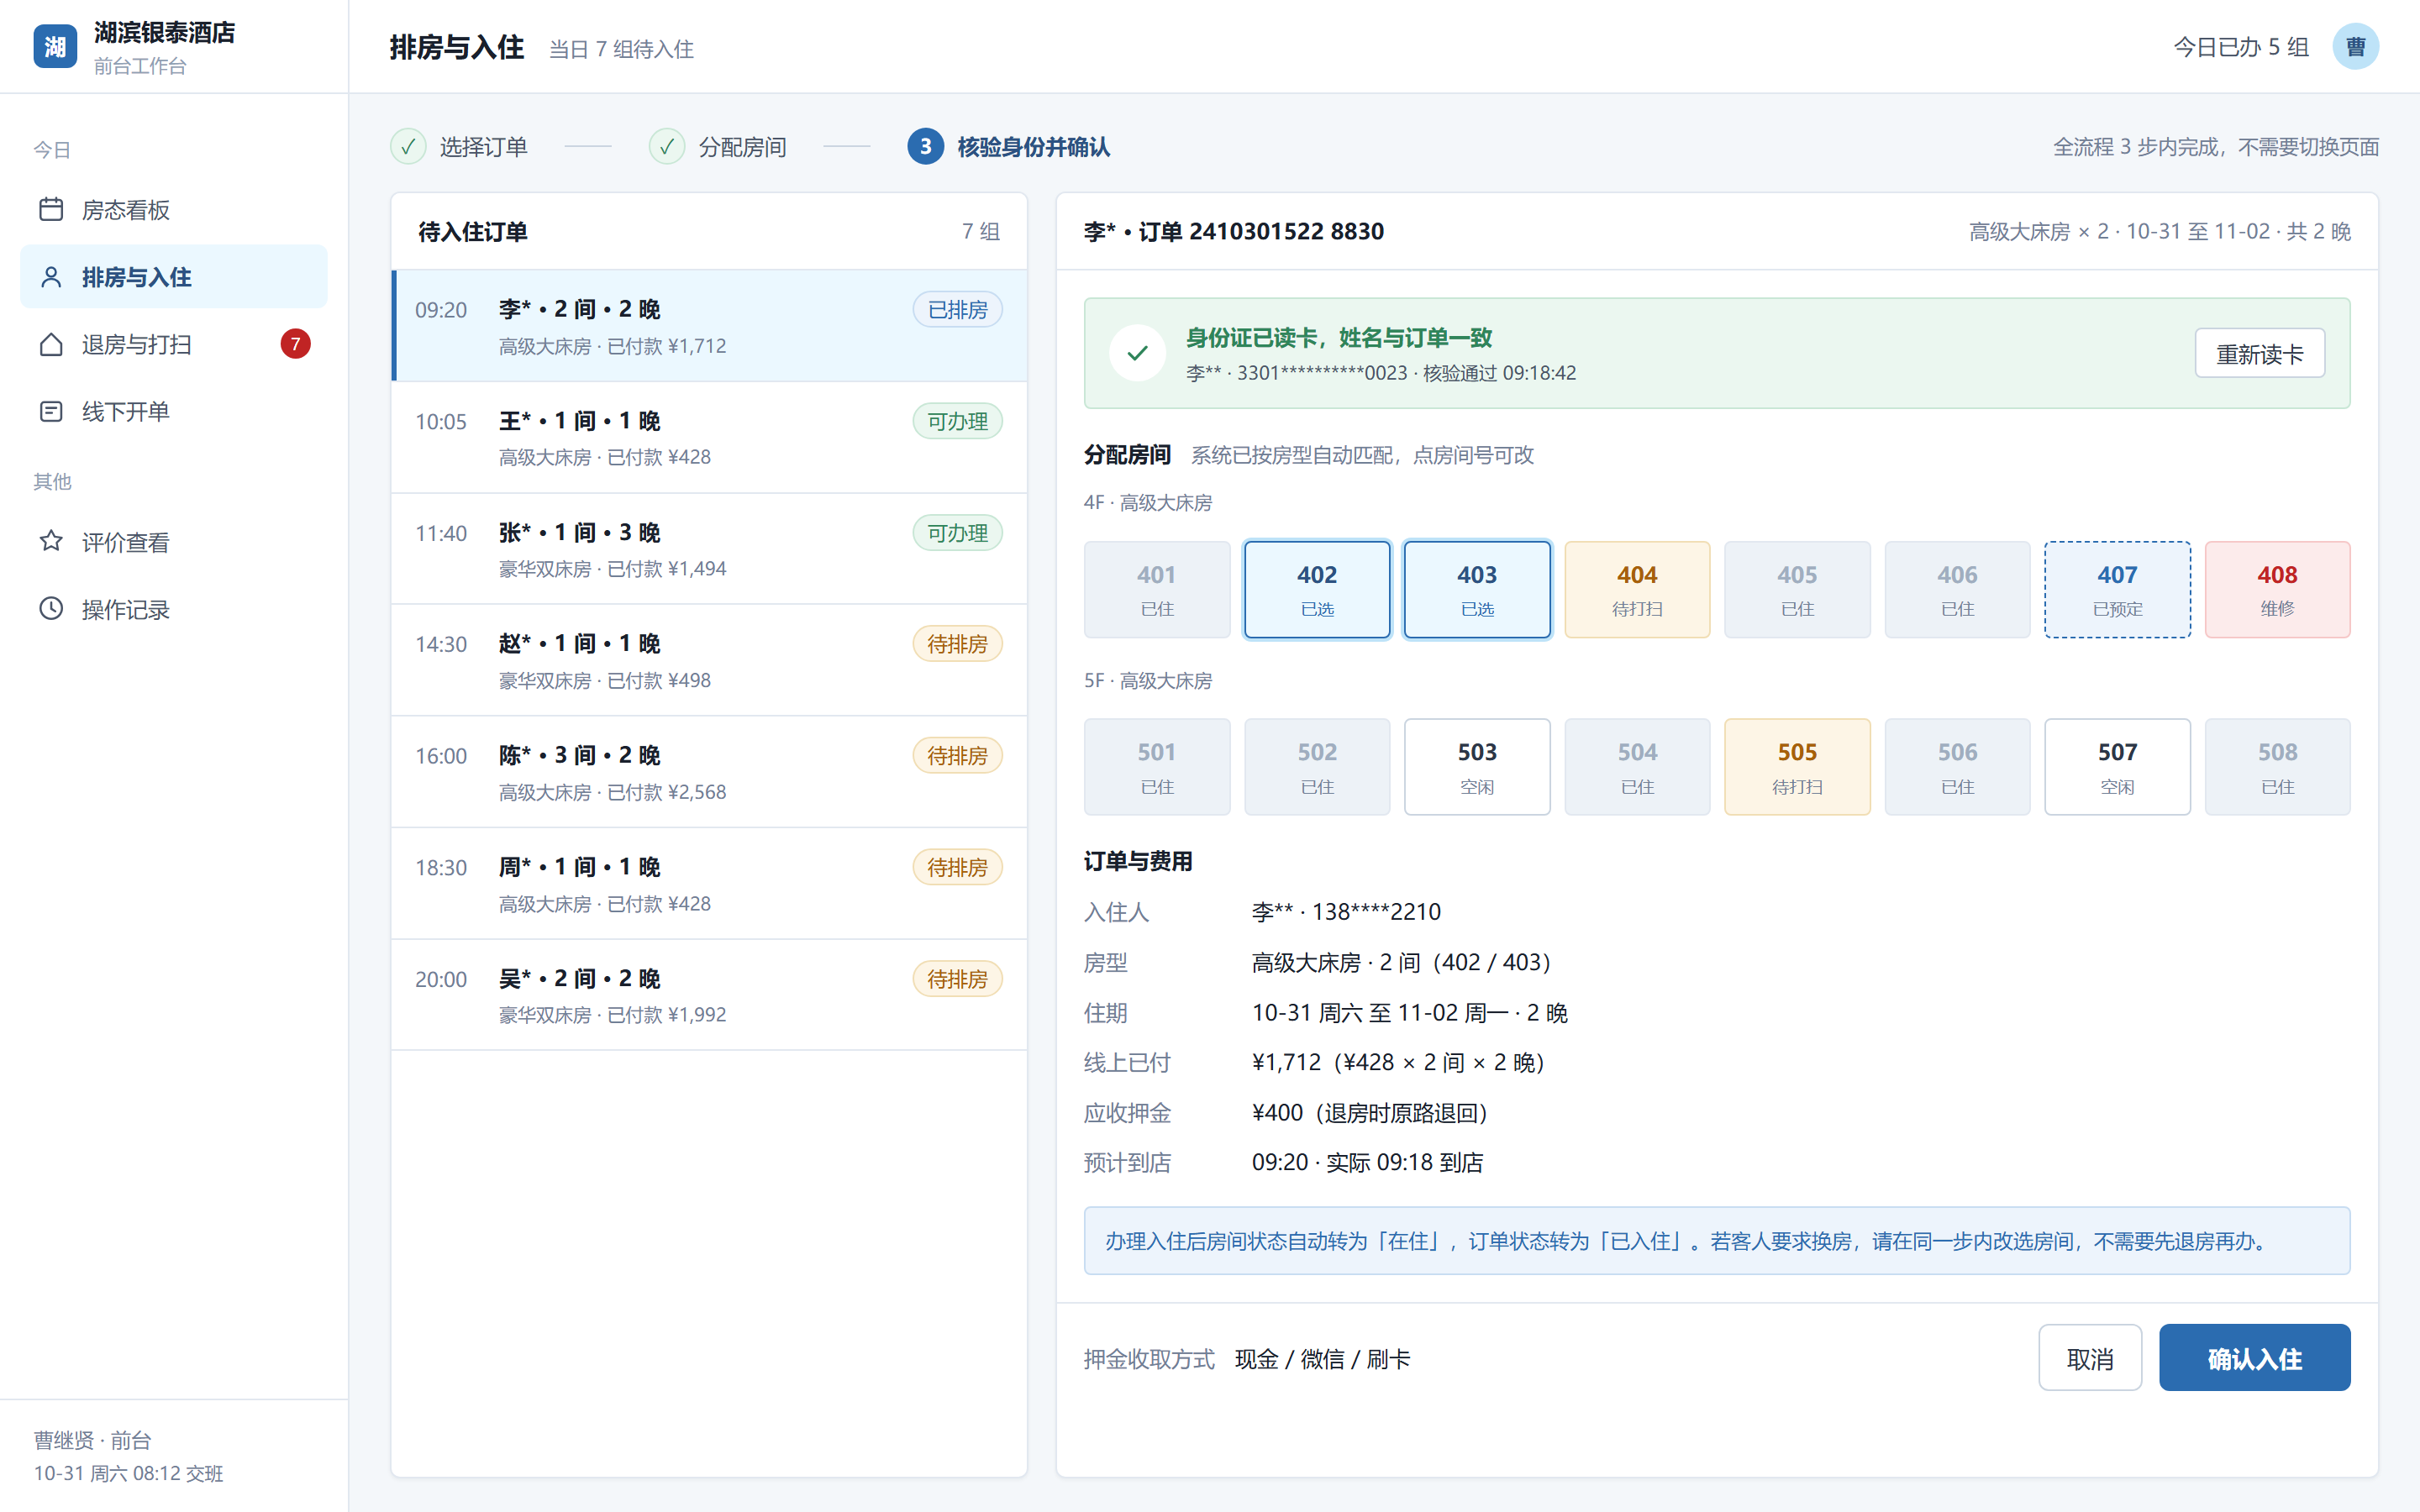 湖
湖滨银泰酒店
前台工作台
今日
房态看板
排房与入住
退房与打扫
7
线下开单
其他
评价查看
操作记录
曹继贤 · 前台
10-31 周六 08:12 交班
排房与入住
当日 7 组待入住
今日已办 5 组
曹
选择订单
分配房间
3
核验身份并确认
全流程 3 步内完成，不需要切换页面
待入住订单
7 组
09:20
李* • 2 间 • 2 晚
已排房
高级大床房 · 已付款 ¥1,712
10:05
王* • 1 间 • 1 晚
可办理
高级大床房 · 已付款 ¥428
11:40
张* • 1 间 • 3 晚
可办理
豪华双床房 · 已付款 ¥1,494
14:30
赵* • 1 间 • 1 晚
待排房
豪华双床房 · 已付款 ¥498
16:00
陈* • 3 间 • 2 晚
待排房
高级大床房 · 已付款 ¥2,568
18:30
周* • 1 间 • 1 晚
待排房
高级大床房 · 已付款 ¥428
20:00
吴* • 2 间 • 2 晚
待排房
豪华双床房 · 已付款 ¥1,992
李* • 订单 2410301522 8830
高级大床房 × 2 · 10-31 至 11-02 · 共 2 晚
身份证已读卡，姓名与订单一致
李** · 3301**********0023 · 核验通过 09:18:42
重新读卡
分配房间
系统已按房型自动匹配，点房间号可改
4F · 高级大床房
401
已住
402
已选
403
已选
404
待打扫
405
已住
406
已住
407
已预定
408
维修
5F · 高级大床房
501
已住
502
已住
503
空闲
504
已住
505
待打扫
506
已住
507
空闲
508
已住
订单与费用
入住人
李** · 138****2210
房型
高级大床房 · 2 间（402 / 403）
住期
10-31 周六 至 11-02 周一 · 2 晚
线上已付
¥1,712（¥428 × 2 间 × 2 晚）
应收押金
¥400（退房时原路退回）
预计到店
09:20 · 实际 09:18 到店
办理入住后房间状态自动转为「在住」，订单状态转为「已入住」。若客人要求换房，请在同一步内改选房间，不需要先退房再办。
押金收取方式
现金 / 微信 / 刷卡
取消
确认入住